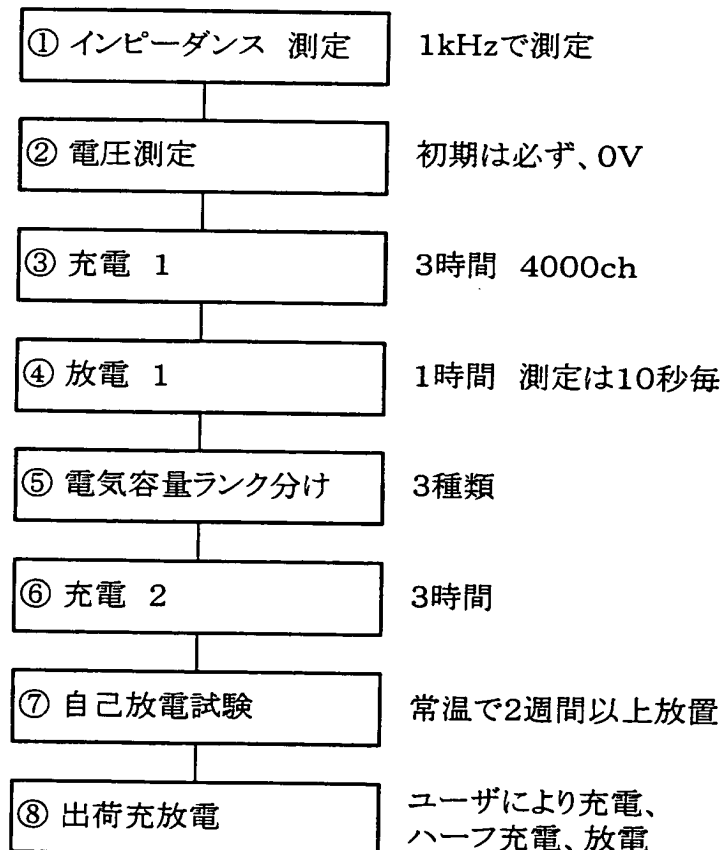 ① インピーダンス 測定 1kHzで測定
② 電圧測定 初期は必ず、0V
③ 充電 1 3時間 4000ch
④ 放電 1 1時間 測定は10秒毎
⑤ 電気容量ランク分け 3種類
⑥ 充電 2 3時間
⑦ 自己放電試験 常温で2週間以上放置
⑧ 出荷充放電 ユーザにより充電、
ハーフ充電、放電